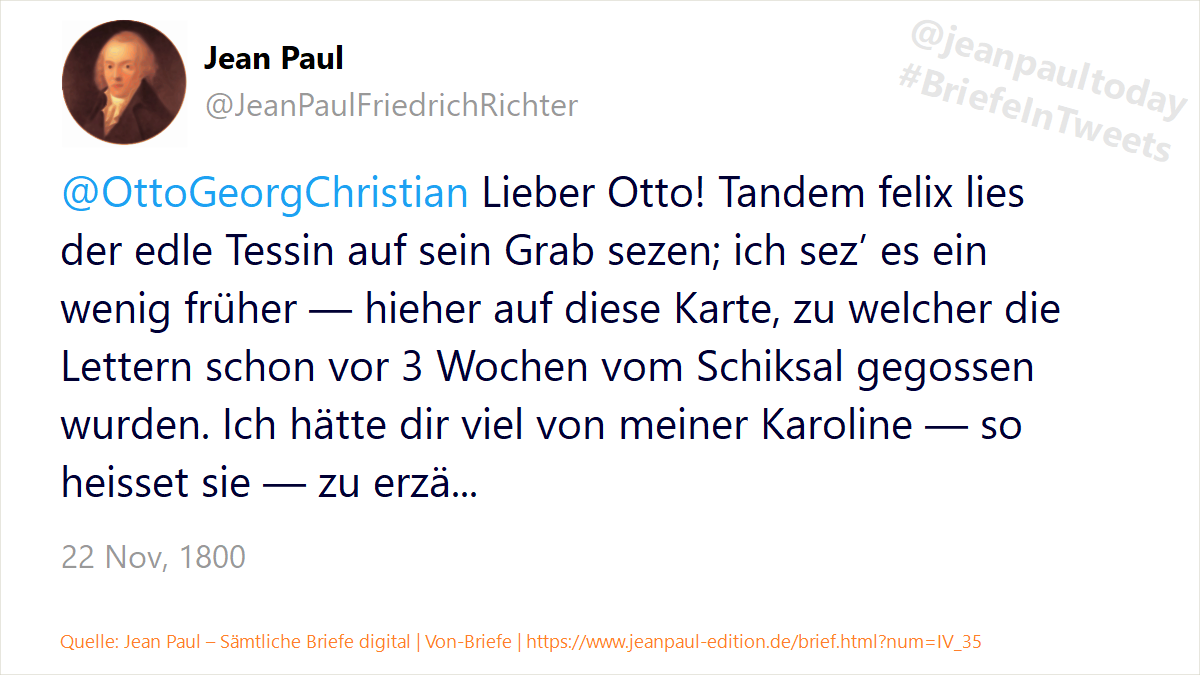 Jean Paul
@JeanPaulFriedrichRichter
@jeanpaultoday
#BriefeInTweets
@OttoGeorgChristian Lieber Otto! Tandem felix lies
der edle Tessin auf sein Grab sezen; ich sez’ es ein
wenig früher — hieher auf diese Karte, zu welcher die
Lettern schon vor 3 Wochen vom Schiksal gegossen
wurden. Ich hätte dir viel von meiner Karoline — so
heisset sie — zu erzä...
22 Nov, 1800
Quelle: Jean Paul – Sämtliche Briefe digital | Von-Briefe | https://www.jeanpaul-edition.de/brief.html?num=IV_35